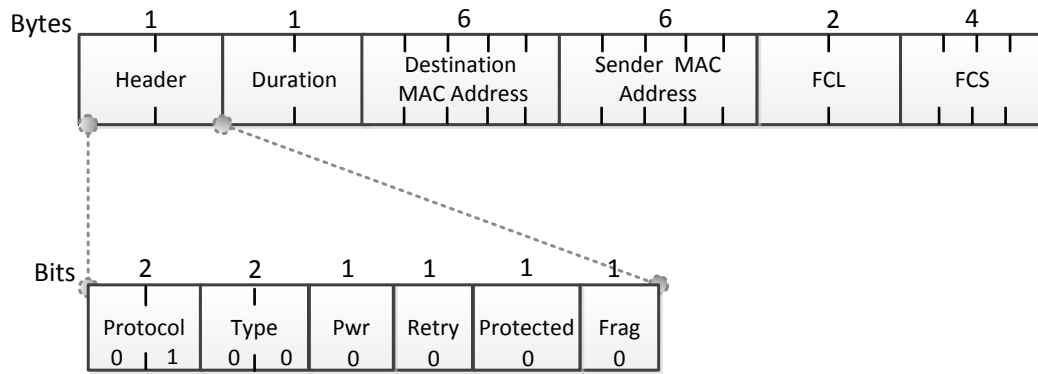 Bytes 1 1 6 6 2 4
Header Duration Destination MAC Address Sender MAC Address FCL FCS
Bits 2 2 1 1 1 1
Protocol Type Pwr Retry Protected Frag
0 1 0 0 0 0 0 0